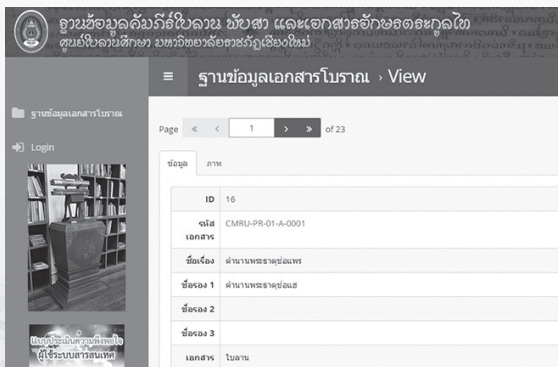 ฐานข้อมูลคัมภีร์ใบลาน พับสา และเอกสารอักษรตระกูลไท
ศูนย์ใบลานศึกษา มหาวิทยาลัยราชภัฏเชียงใหม่
≡ ฐานข้อมูลเอกสารโบราณ › View
ฐานข้อมูลเอกสารโบราณ
Login
Page « ‹ 1 › » of 23
ข้อมูล ภาพ
ID 16
รหัสเอกสาร CMRU-PR-01-A-0001
ชื่อเรื่อง ตำนานพระธาตุช่อแพร
ชื่อรอง 1 ตำนานพระธาตุช่อแฮ
ชื่อรอง 2
ชื่อรอง 3
เอกสาร ใบลาน
แบบประเมินความพึงพอใจ
ผู้ใช้ระบบสารสนเทศ